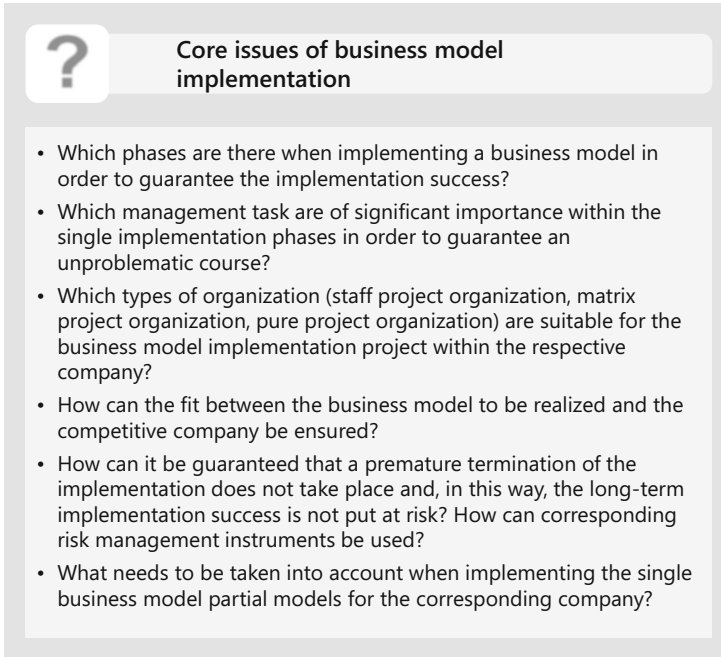 ?
Core issues of business model
implementation
• Which phases are there when implementing a business model in
order to guarantee the implementation success?
• Which management task are of significant importance within the
single implementation phases in order to guarantee an
unproblematic course?
• Which types of organization (staff project organization, matrix
project organization, pure project organization) are suitable for the
business model implementation project within the respective
company?
• How can the fit between the business model to be realized and the
competitive company be ensured?
• How can it be guaranteed that a premature termination of the
implementation does not take place and, in this way, the long-term
implementation success is not put at risk? How can corresponding
risk management instruments be used?
• What needs to be taken into account when implementing the single
business model partial models for the corresponding company?